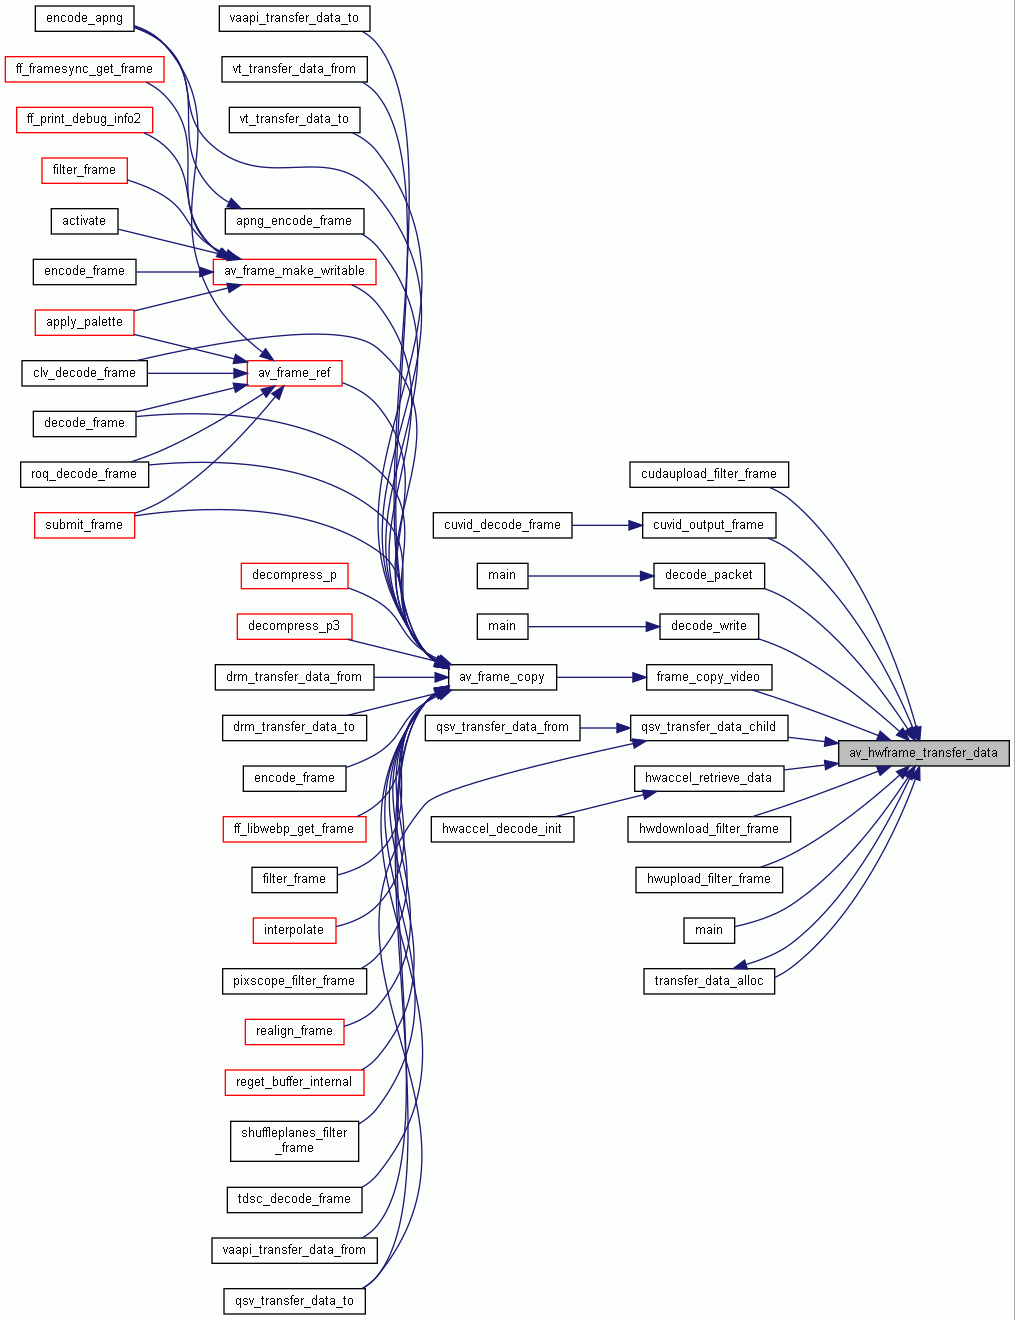 encode_apng
ff_framesync_get_frame
ff_print_debug_info2
filter_frame
activate
encode_frame
apply_palette
clv_decode_frame
decode_frame
roq_decode_frame
submit_frame
vaapi_transfer_data_to
vt_transfer_data_from
vt_transfer_data_to
apng_encode_frame
av_frame_make_writable
av_frame_ref
decompress_p
decompress_p3
drm_transfer_data_from
drm_transfer_data_to
encode_frame
ff_libwebp_get_frame
filter_frame
interpolate
pixscope_filter_frame
realign_frame
reget_buffer_internal
shuffleplanes_filter
_frame
tdsc_decode_frame
vaapi_transfer_data_from
qsv_transfer_data_to
cuvid_decode_frame
main
main
av_frame_copy
qsv_transfer_data_from
hwaccel_decode_init
cudaupload_filter_frame
cuvid_output_frame
decode_packet
decode_write
frame_copy_video
qsv_transfer_data_child
hwaccel_retrieve_data
hwdownload_filter_frame
hwupload_filter_frame
main
transfer_data_alloc
av_hwframe_transfer_data